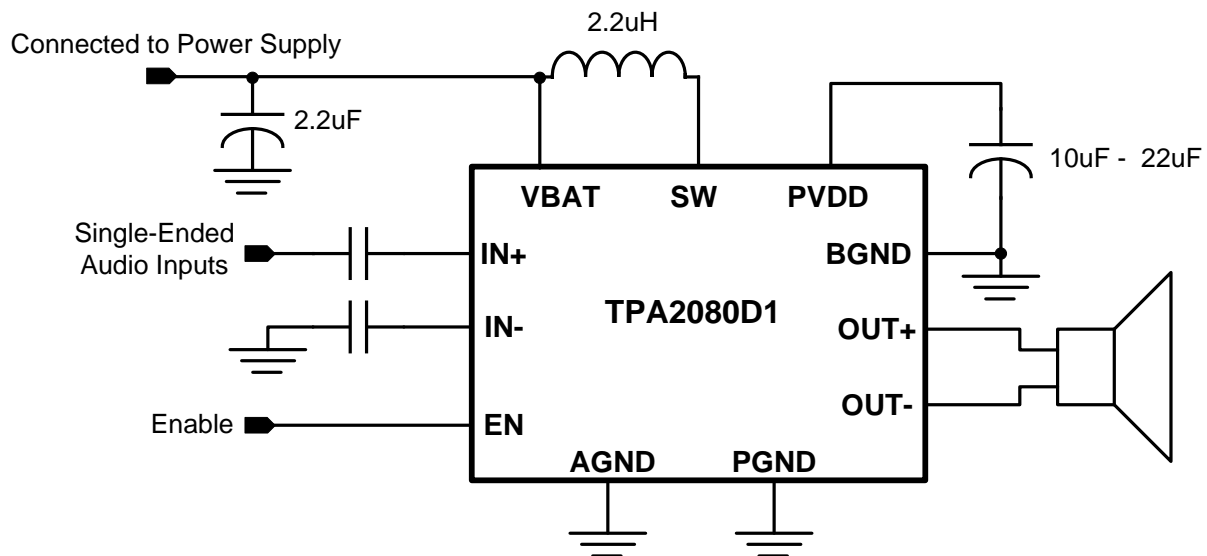 2.2uH
Connected to Power Supply
2.2uF
10uF - 22uF
VBAT
SW
PVDD
Single-Ended
Audio Inputs
IN+
BGND
TPA2080D1
IN-
OUT+
OUT-
Enable
EN
AGND
PGND